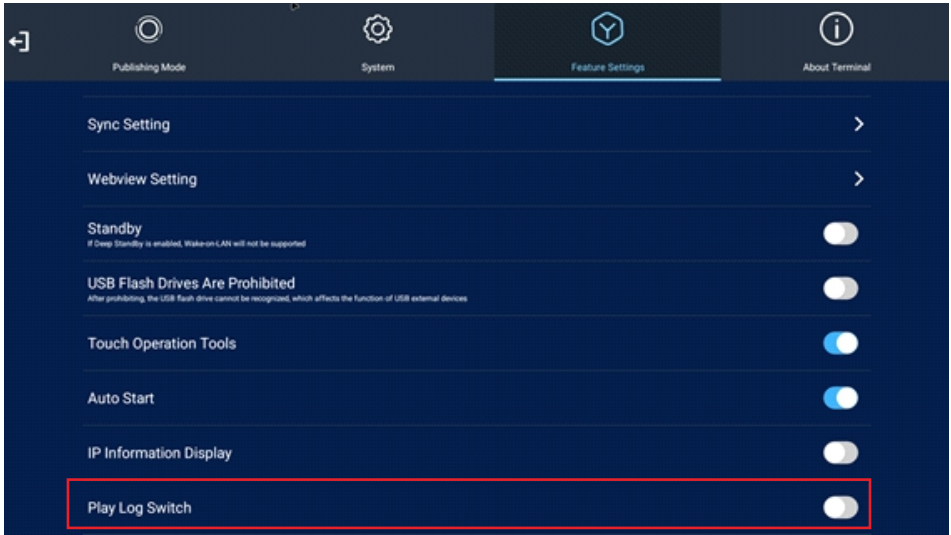 Publishing Mode
System
Feature Settings
About Terminal
Sync Setting
Webview Setting
Standby
If Deep Standby is enabled, Wake-on-LAN will not be supported
USB Flash Drives Are Prohibited
After prohibiting, the USB flash drive cannot be recognized, which affects the function of USB external devices
Touch Operation Tools
Auto Start
IP Information Display
Play Log Switch